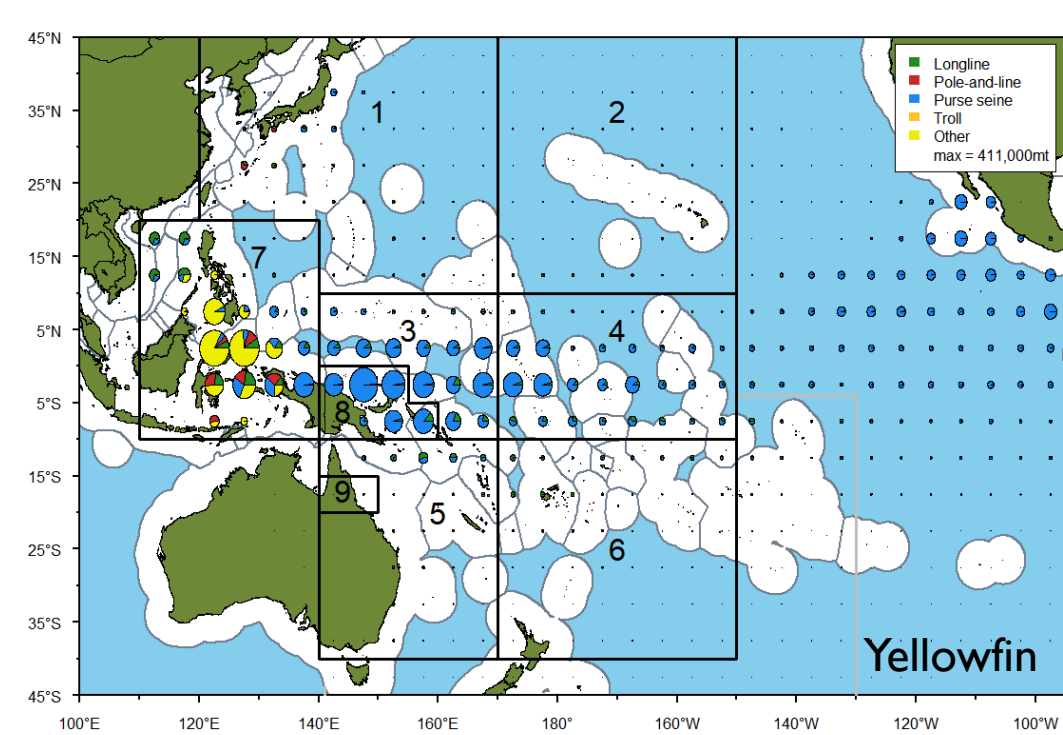 45°N
35°N
25°N
15°N
5°N
5°S
15°S
25°S
35°S
45°S
1
2
7
3
4
8
9
5
6
Longline
Pole-and-line
Purse seine
Troll
Other
max = 411,000mt
Yellowfin
100°E
120°E
140°E
160°E
180°
160°W
140°W
120°W
100°W